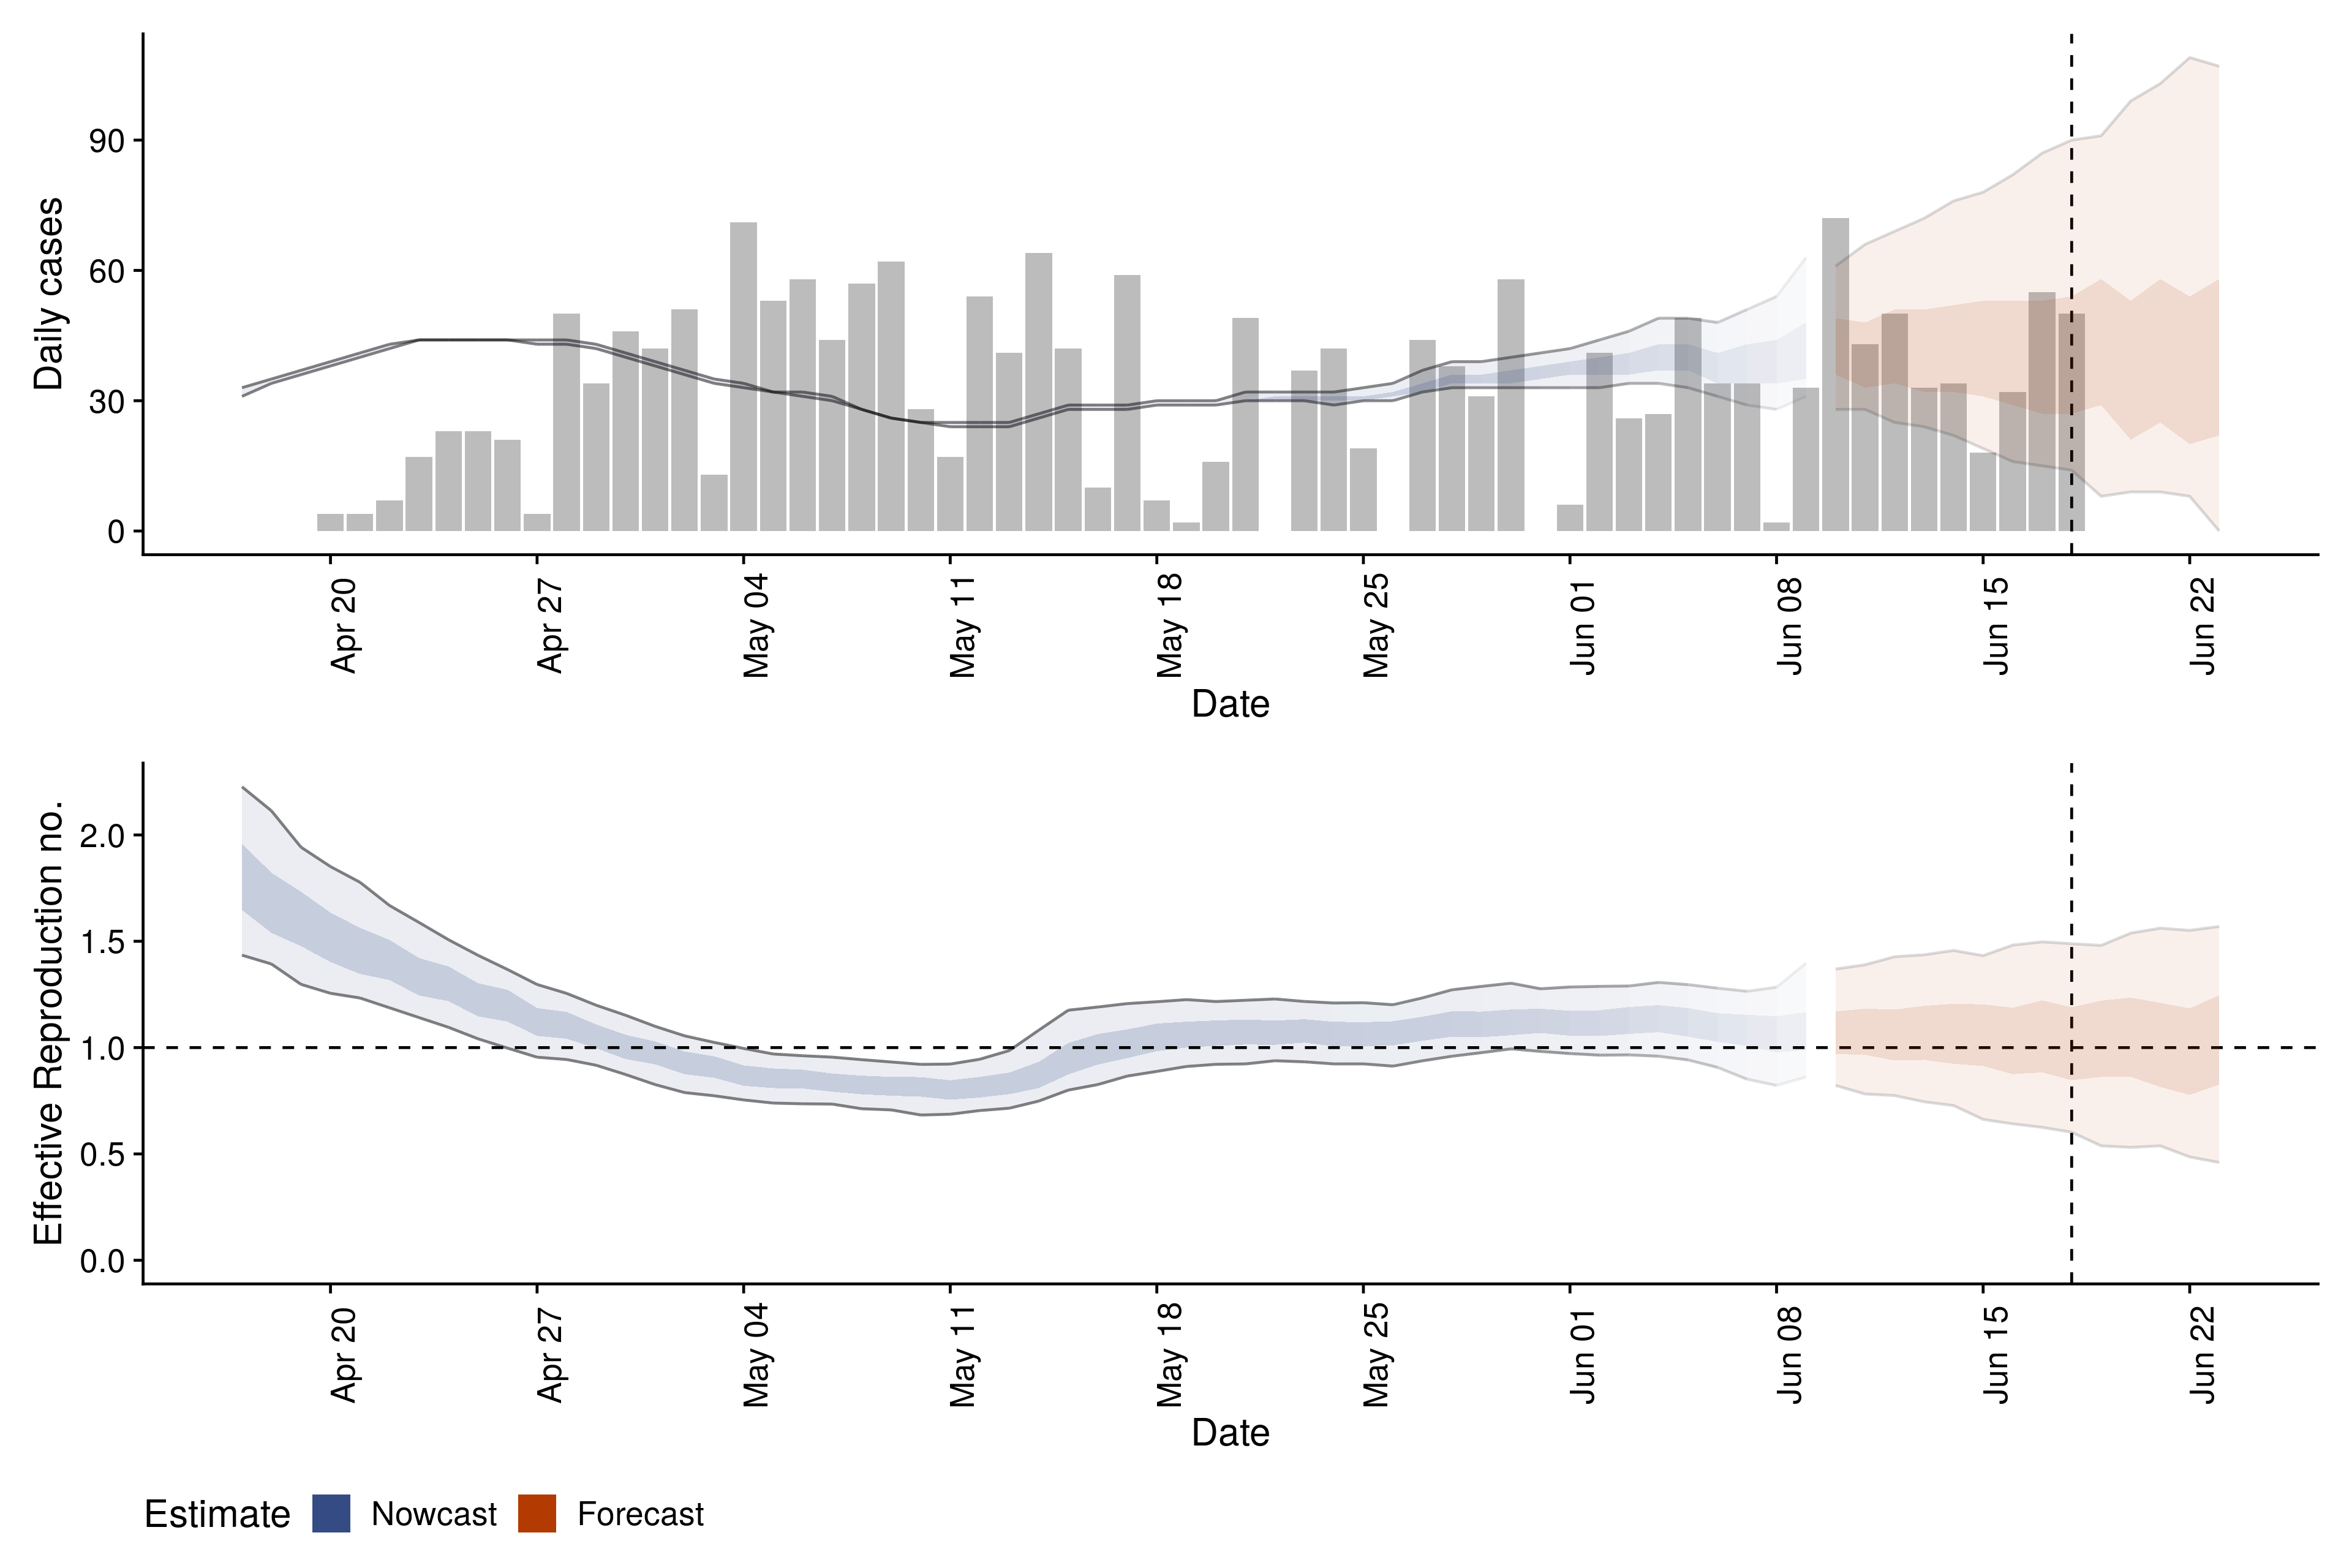 Daily cases
90
60
30
0
Apr 20
Apr 27
May 04
May 11
May 18
May 25
Jun 01
Jun 08
Jun 15
Jun 22
Date
Effective Reproduction no.
2.0
1.5
1.0
0.5
0.0
Apr 20
Apr 27
May 04
May 11
May 18
May 25
Jun 01
Jun 08
Jun 15
Jun 22
Date
Estimate Nowcast Forecast